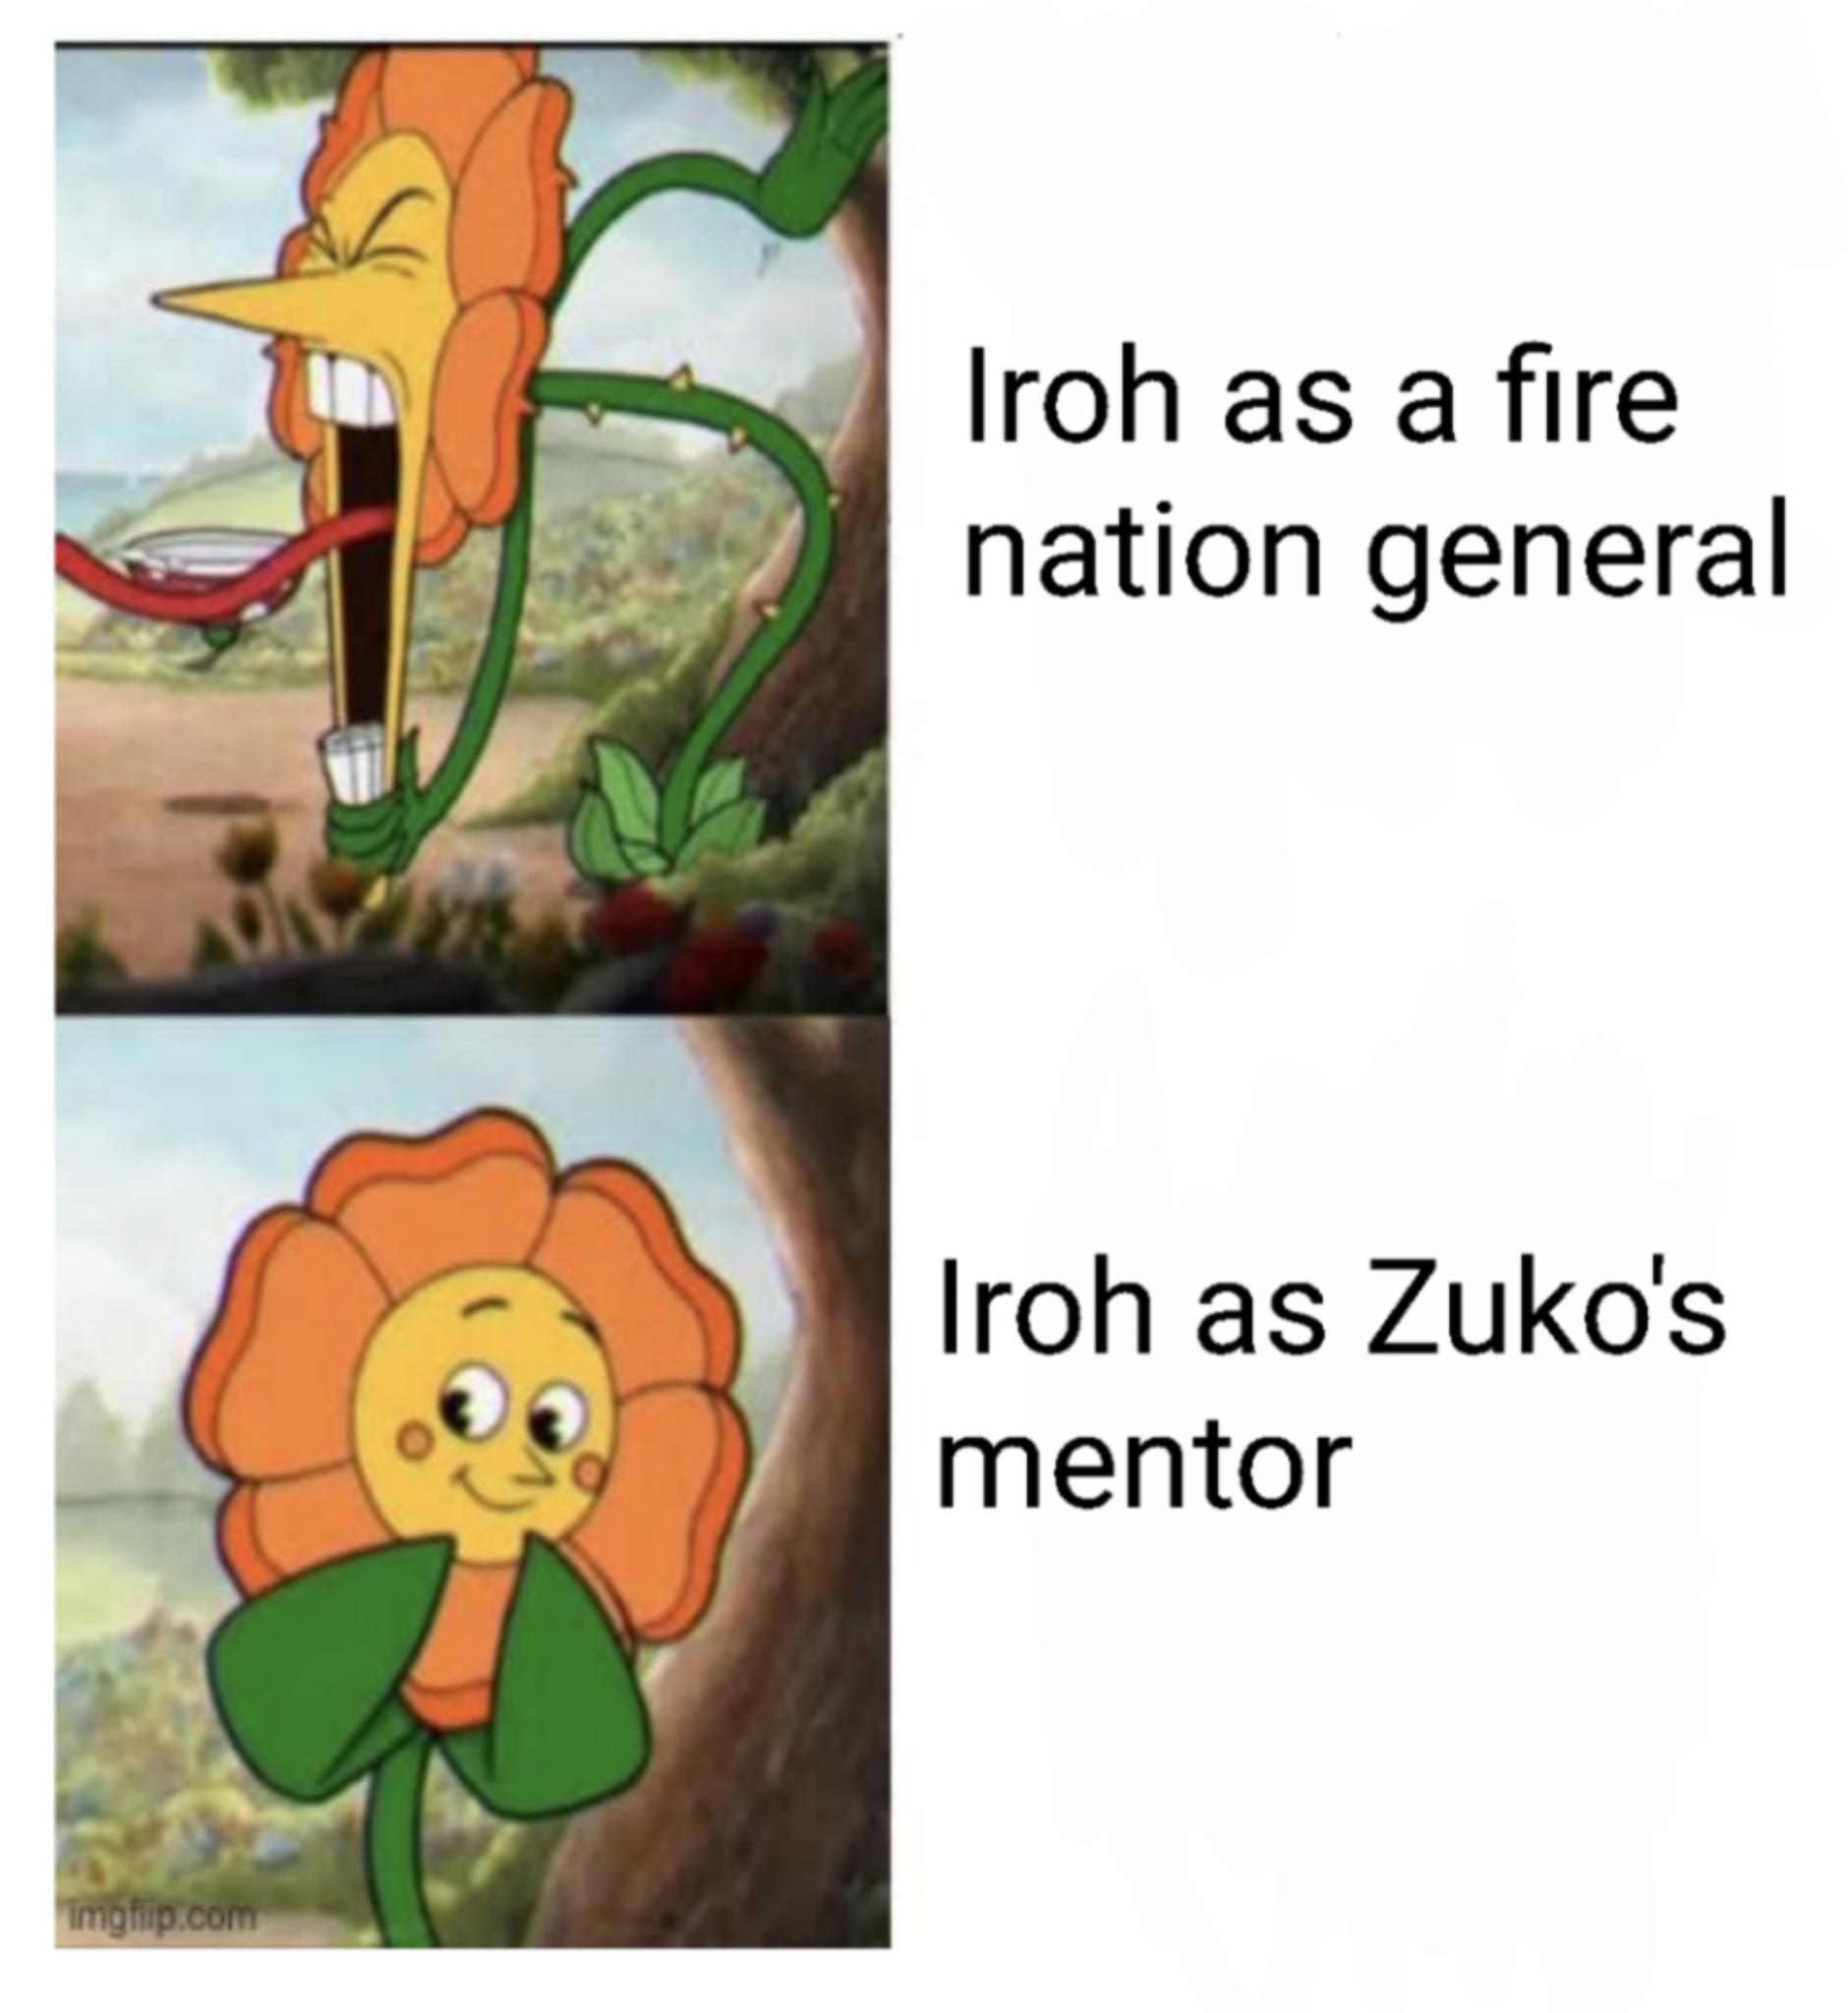 Iroh as a fire
nation general
Iroh as Zuko's
mentor
imgflip.com